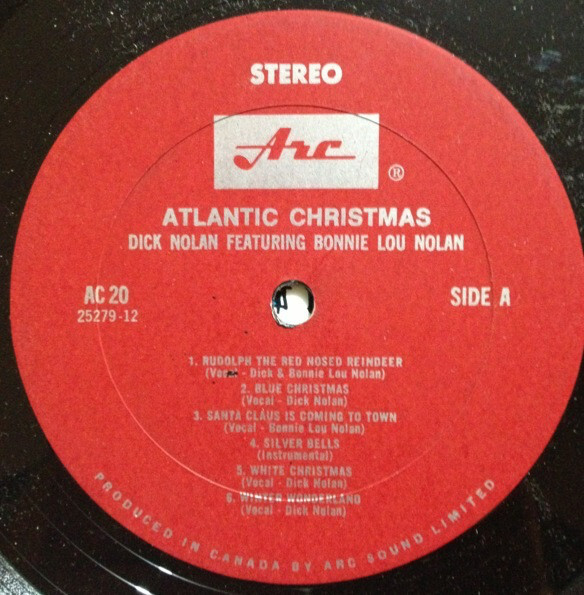 STEREO
Arc ®
ATLANTIC CHRISTMAS
DICK NOLAN FEATURING BONNIE LOU NOLAN
AC 20
25279-12
SIDE A
1. RUDOLPH THE RED NOSED REINDEER
(Vocal - Dick & Bonnie Lou Nolan)
2. BLUE CHRISTMAS
(Vocal - Dick Nolan)
3. SANTA CLAUS IS COMING TO TOWN
(Vocal - Bonnie Lou Nolan)
4. SILVER BELLS
(Instrumental)
5. WHITE CHRISTMAS
(Vocal - Dick Nolan)
6. WINTER WONDERLAND
(Vocal - Dick Nolan)
PRODUCED IN CANADA BY ARC SOUND LIMITED